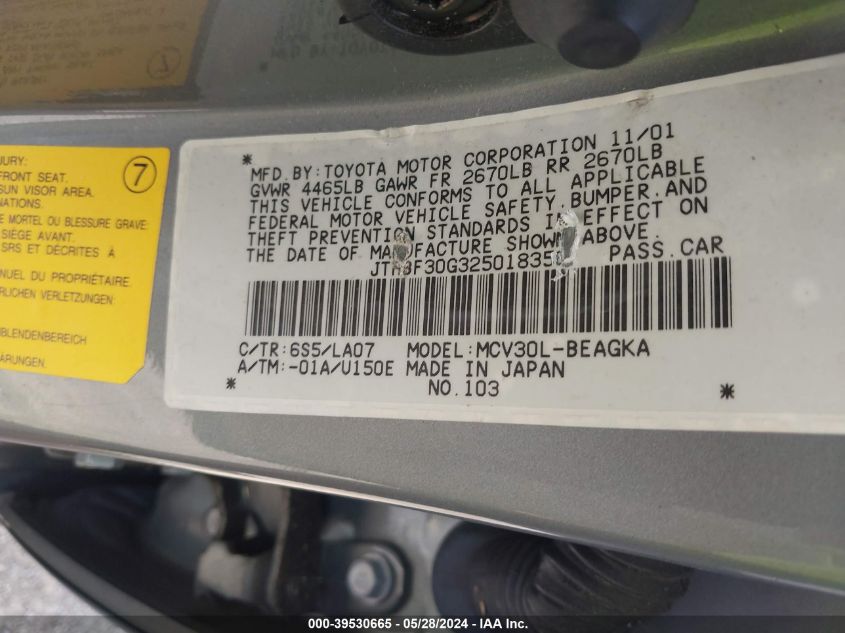 JURY:
FRONT SEAT.
SUN VISOR AREA.
7
E MORTEL OU BLESSURE GRAVE:
SIÈGE AVANT.
SRS ET DÉCRITES À
NUEL DU PROPRIÉTAIRE.
RLICHEN VERLETZUNGEN:
NBLENDENBEREICH
ARUNGEN.
* MFD.BY:TOYOTA MOTOR CORPORATION 11/01
GVWR 4465LB GAWR FR 2670LB RR 2670LB
THIS VEHICLE CONFORMS TO ALL APPLICABLE
FEDERAL MOTOR VEHICLE SAFETY,BUMPER,AND
THEFT PREVENTION STANDARDS IN EFFECT ON
THE DATE OF MANUFACTURE SHOWN ABOVE.
PASS.CAR
C/TR:6S5/LA07 MODEL:MCV30L-BEAGKA
A/TM:-01A/U150E MADE IN JAPAN
* NO.103 *
000-39530665 - 05/28/2024 - IAA Inc.